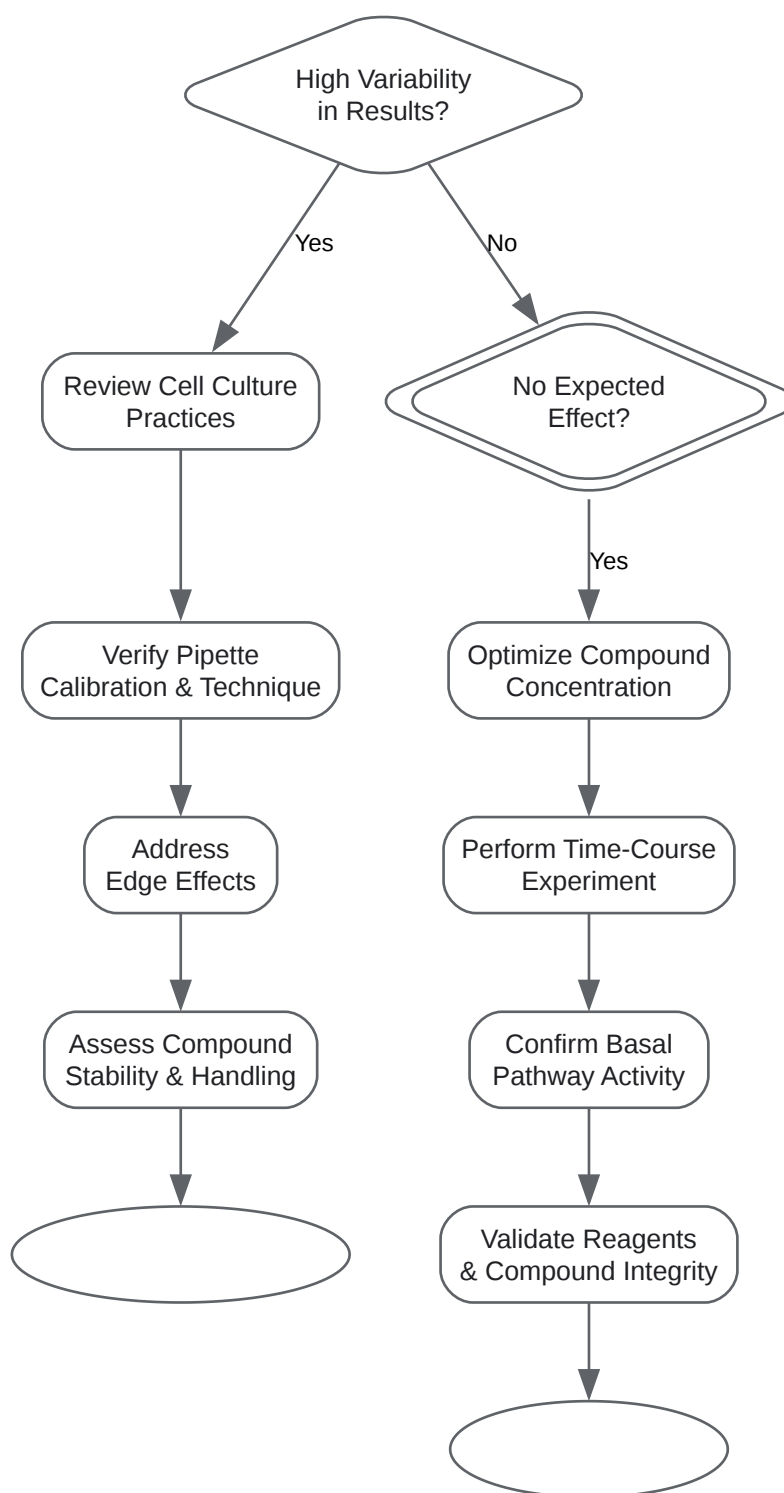 High Variability
in Results?
Yes
No
Review Cell Culture
Practices
No Expected
Effect?
Yes
Verify Pipette
Calibration & Technique
Optimize Compound
Concentration
Address
Edge Effects
Perform Time-Course
Experiment
Assess Compound
Stability & Handling
Confirm Basal
Pathway Activity
Validate Reagents
& Compound Integrity